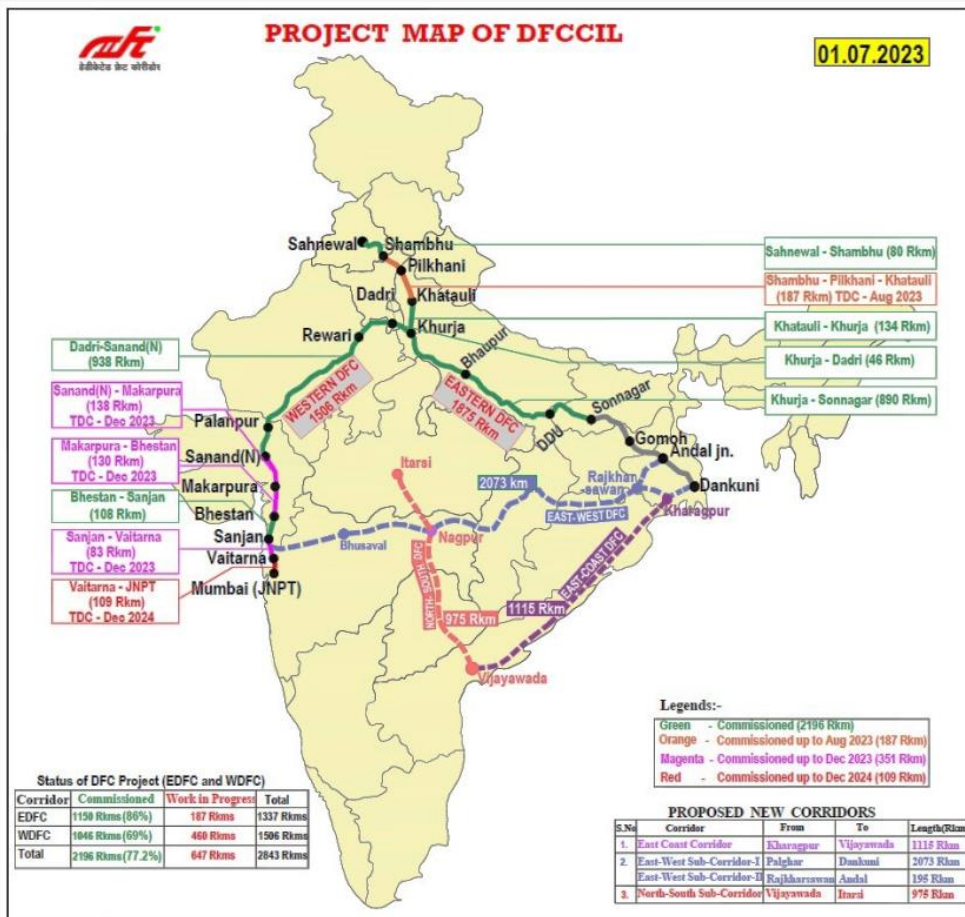 PROJECT MAP OF DFCCIL
डेडीकेटेड फ्रेट कोरीडोर
01.07.2023
Sahnewal
Shambhu
Pilkhani
Dadri
Khatauli
Rewari
Khurja
Bhaupur
DDU
Sonnagar
Gomoh
Andal jn.
Dankuni
Palanpur
Sanand(N)
Makarpura
Bhestan
Sanjan
Vaitarna
Mumbai (JNPT)
WESTERN DFC
1506 Rkm
EASTERN DFC
1875 Rkm
Itarsi
2073 km
Rajkhar
-sawan
EAST-WEST DFC
Kharagpur
Bhusaval
Nagpur
NORTH- SOUTH DFC
975 Rkm
EAST-COAST DFC
1115 Rkm
Vijayawada
Dadri-Sanand(N)
(938 Rkm)
Sanand(N) - Makarpura
(138 Rkm)
TDC - Dec 2023
Makarpura - Bhestan
(130 Rkm)
TDC - Dec 2023
Bhestan - Sanjan
(108 Rkm)
Sanjan - Vaitarna
(83 Rkm)
TDC - Dec 2023
Vaitarna - JNPT
(109 Rkm)
TDC - Dec 2024
Sahnewal - Shambhu (80 Rkm)
Shambhu - Pilkhani - Khatauli
(187 Rkm) TDC - Aug 2023
Khatauli - Khurja (134 Rkm)
Khurja - Dadri (46 Rkm)
Khurja - Sonnagar (890 Rkm)
Legends:-
Green - Commissioned (2196 Rkm)
Orange - Commissioned up to Aug 2023 (187 Rkm)
Magenta - Commissioned up to Dec 2023 (351 Rkm)
Red - Commissioned up to Dec 2024 (109 Rkm)
Status of DFC Project (EDFC and WDFC)
Corridor Commissioned Work in Progress Total
EDFC 1150 Rkms (86%) 187 Rkms 1337 Rkms
WDFC 1046 Rkms (69%) 460 Rkms 1506 Rkms
Total 2196 Rkms (77.2%) 647 Rkms 2843 Rkms
PROPOSED NEW CORRIDORS
S.No Corridor From To Length(Rkm
1. East Coast Corridor Kharagpur Vijayawada 1115 Rkm
2. East-West Sub-Corridor-I Palghar Dankuni 2073 Rkm
East-West Sub-Corridor-II Rajkharsawan Andal 195 Rkm
3. North-South Sub-Corridor Vijayawada Itarsi 975 Rkm